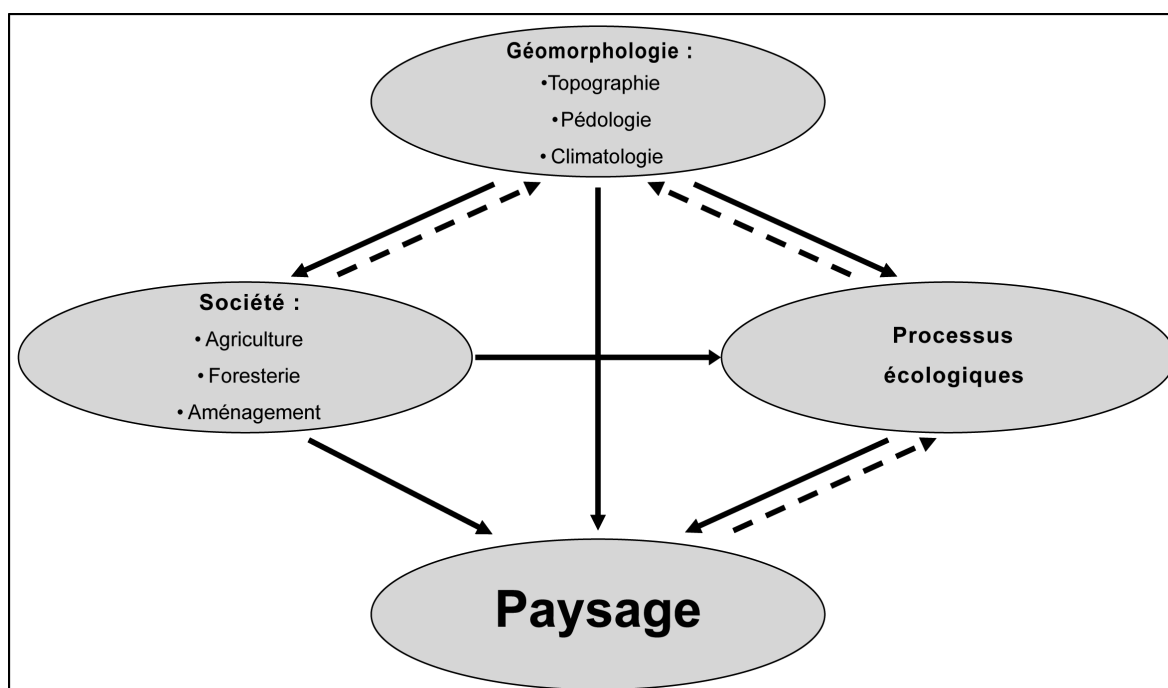 Géomorphologie :
•Topographie
•Pédologie
• Climatologie
Société :
• Agriculture
• Foresterie
• Aménagement
Processus
écologiques
Paysage